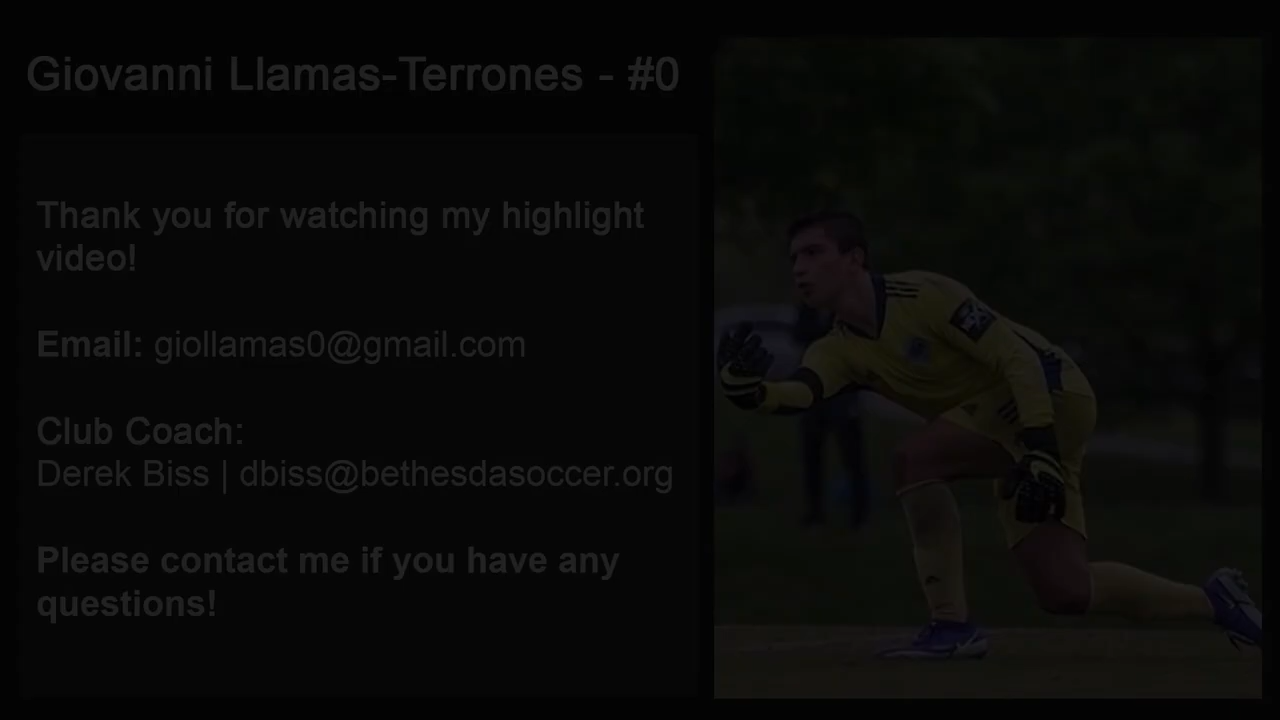 Giovanni Llamas-Terrones - #0
Thank you for watching my highlight
video!
Email: giollamas0@gmail.com
Club Coach:
Derek Biss | dbiss@bethesdasoccer.org
Please contact me if you have any
questions!